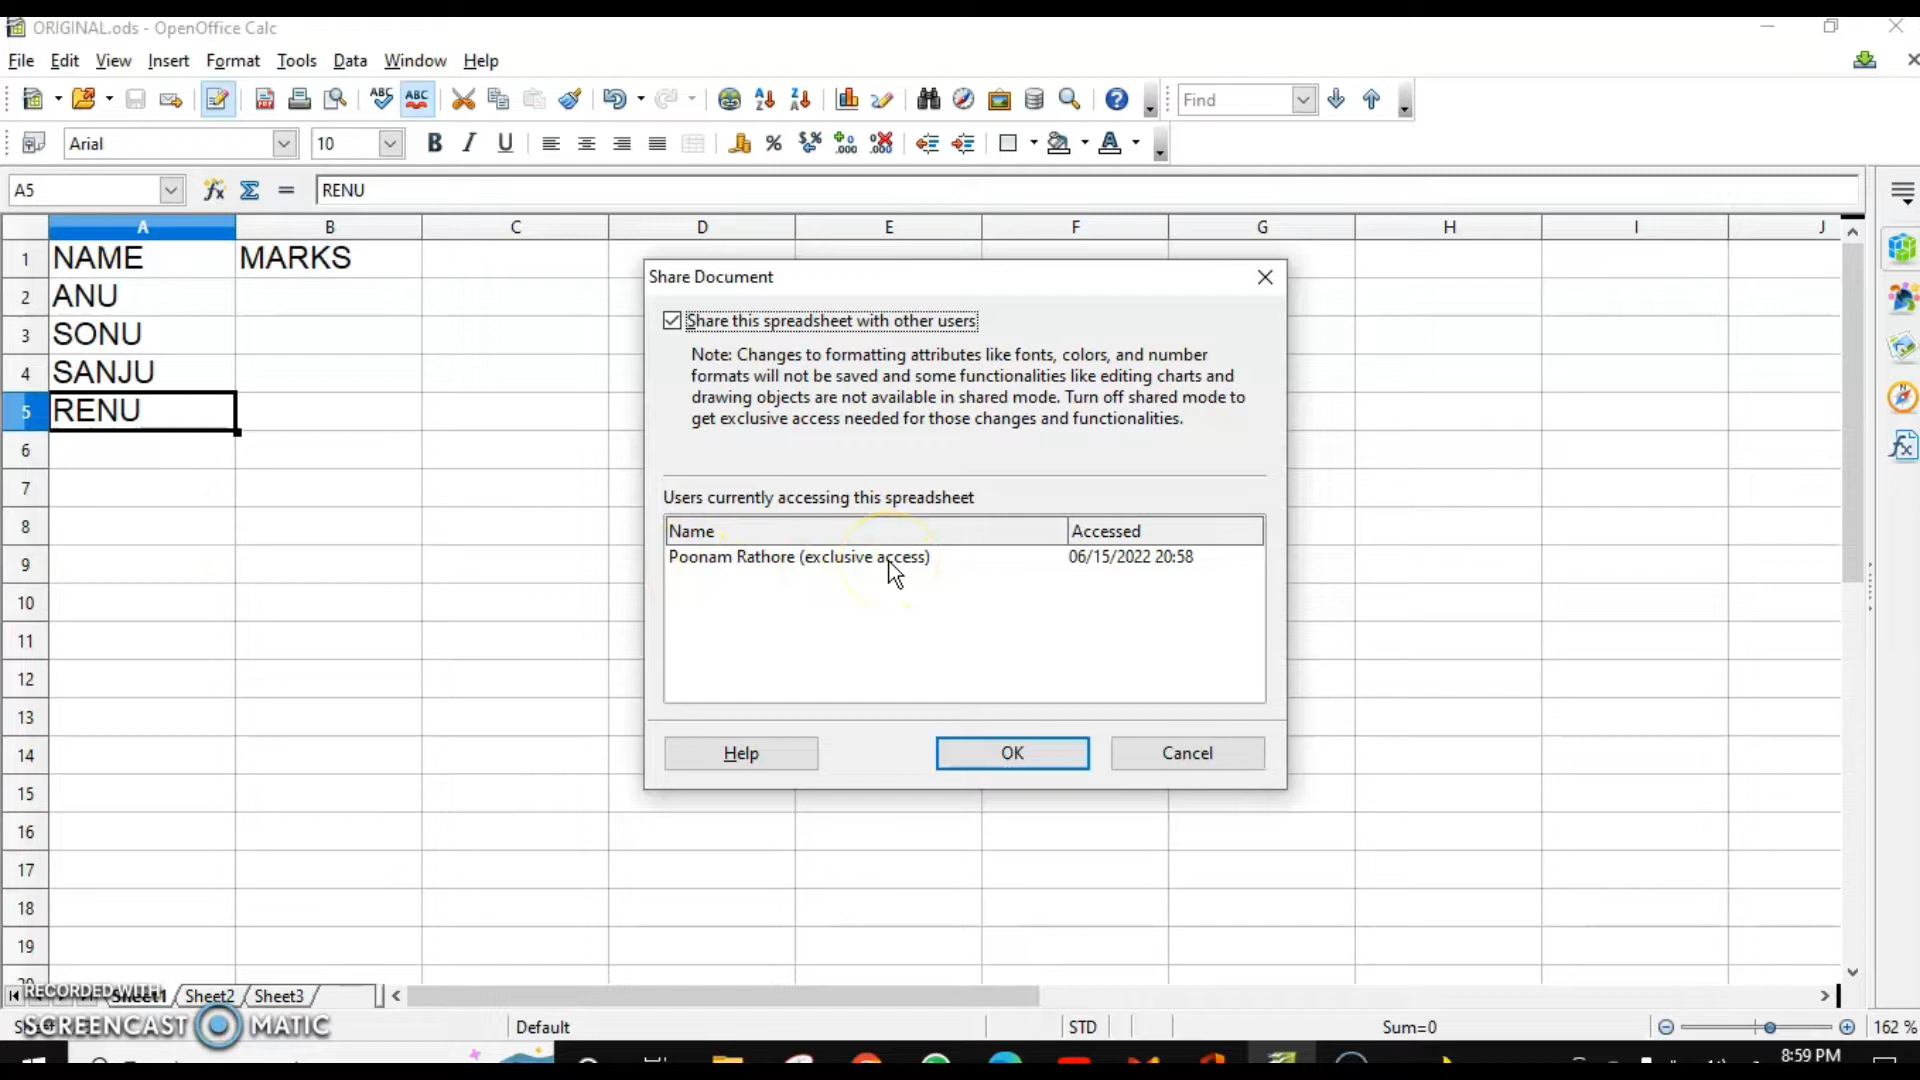 ORIGINAL.ods - OpenOffice Calc
File Edit View Insert Format Tools Data Window Help
Find
Arial 10
A5 RENU
A B C D E F G H I J
1 NAME MARKS
2 ANU
3 SONU
4 SANJU
5 RENU
6
7
8
9
10
11
12
13
14
15
16
17
18
19
Share Document
Share this spreadsheet with other users
Note: Changes to formatting attributes like fonts, colors, and number
formats will not be saved and some functionalities like editing charts and
drawing objects are not available in shared mode. Turn off shared mode to
get exclusive access needed for those changes and functionalities.
Users currently accessing this spreadsheet
Name Accessed
Poonam Rathore (exclusive access) 06/15/2022 20:58
Help OK Cancel
Sheet1 Sheet2 Sheet3
RECORDED WITH
SCREENCAST MATIC
Default STD Sum=0 162 %
8:59 PM